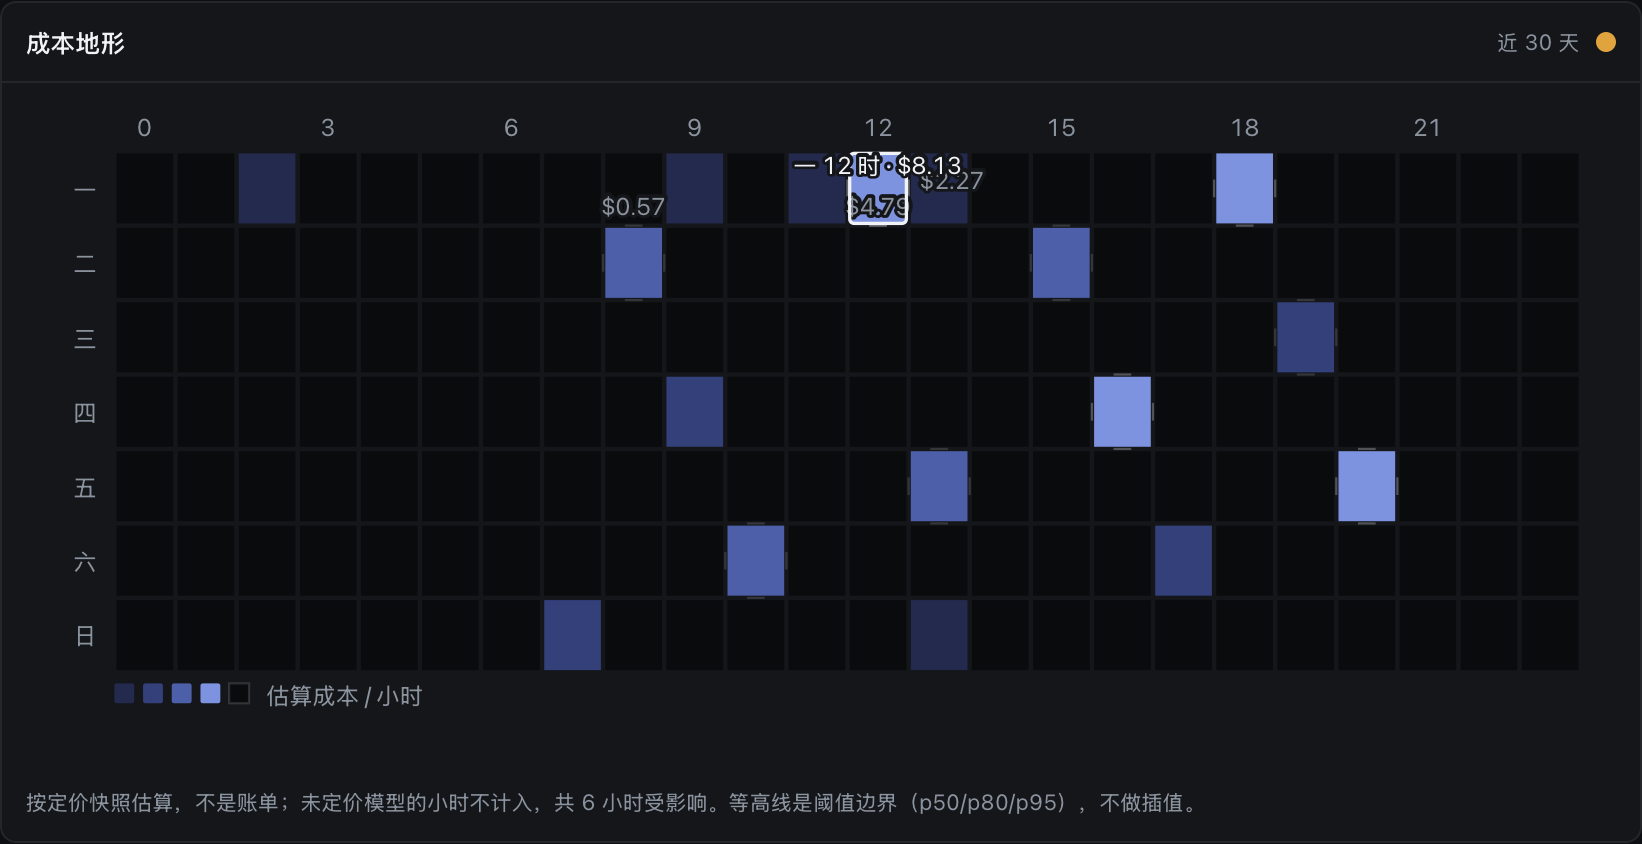 成本地形
近 30 天
0 3 6 9 12 15 18 21
一 12 时 · $8.13
$2.27
一
$0.57
$4.79
二
三
四
五
六
日
估算成本 / 小时
按定价快照估算，不是账单；未定价模型的小时不计入，共 6 小时受影响。等高线是阈值边界（p50/p80/p95），不做插值。